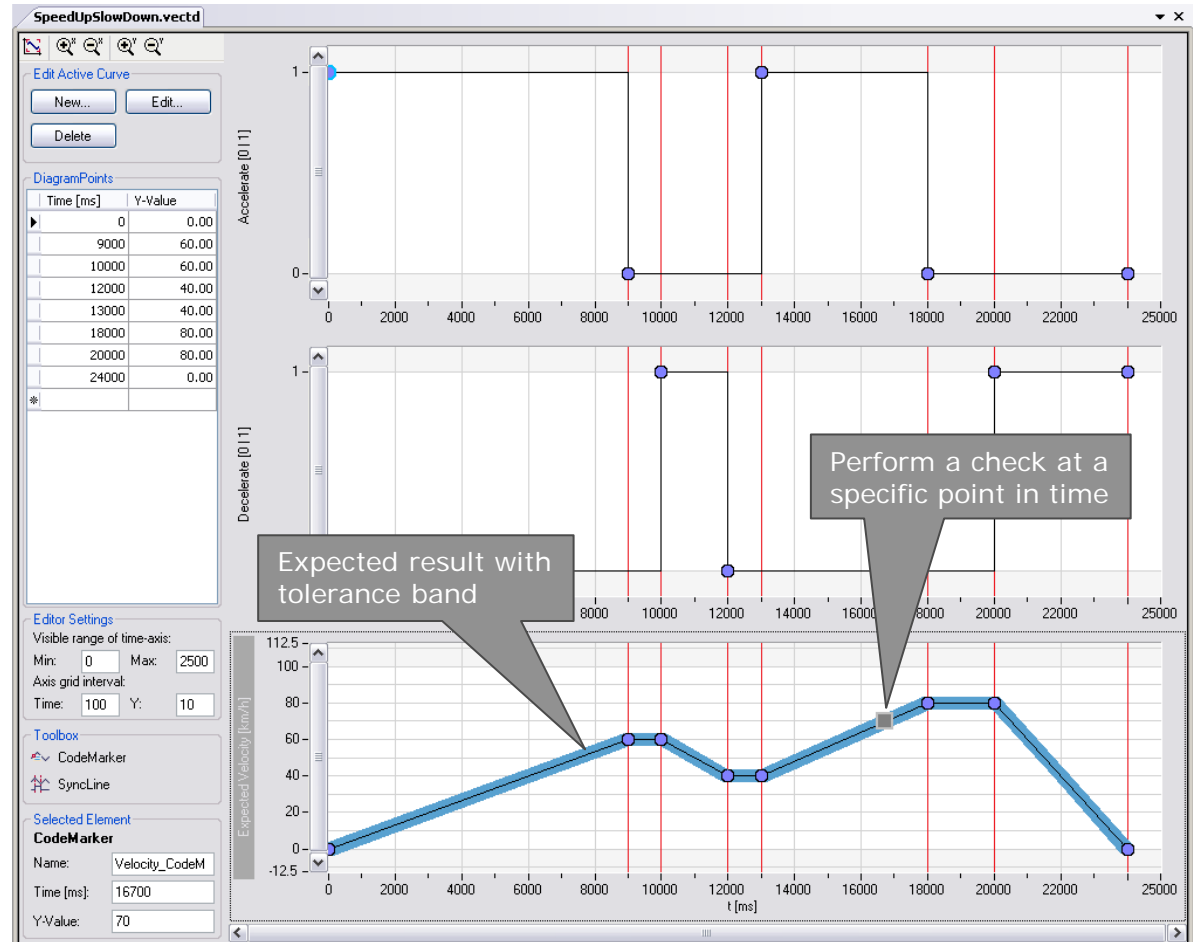 SpeedUpSlowDown.vectd
Edit Active Curve
New...
Edit...
Delete
DiagramPoints
Time [ms] Y-Value
0 0.00
9000 60.00
10000 60.00
12000 40.00
13000 40.00
18000 80.00
20000 80.00
24000 0.00
Editor Settings
Visible range of time-axis:
Min: 0 Max: 2500
Axis grid interval:
Time: 100 Y: 10
Toolbox
CodeMarker
SyncLine
Selected Element
CodeMarker
Name: Velocity_CodeM
Time [ms]: 16700
Y-Value: 70
Accelerate [0 | 1]
1
0
0 2000 4000 6000 8000 10000 12000 14000 16000 18000 20000 22000 25000
Decelerate [0 | 1]
1
Perform a check at a
specific point in time
Expected result with
tolerance band
8000 10000 12000 14000 16000 18000 20000 22000 25000
Expected Velocity [km/h]
112.5
100
80
60
40
20
0
-12.5
0 2000 4000 6000 8000 10000 12000 14000 16000 18000 20000 22000 25000
t [ms]